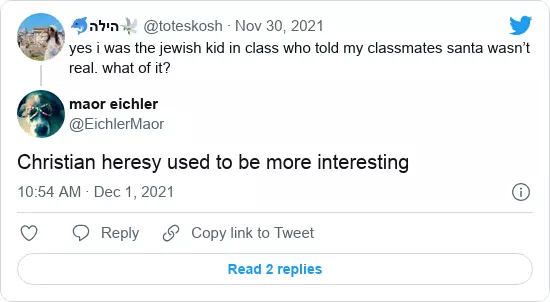 🐬הילה🕊️ @toteskosh · Nov 30, 2021
yes i was the jewish kid in class who told my classmates santa wasn't
real. what of it?
maor eichler
@EichlerMaor
Christian heresy used to be more interesting
10:54 AM · Dec 1, 2021
Reply
Copy link to Tweet
Read 2 replies